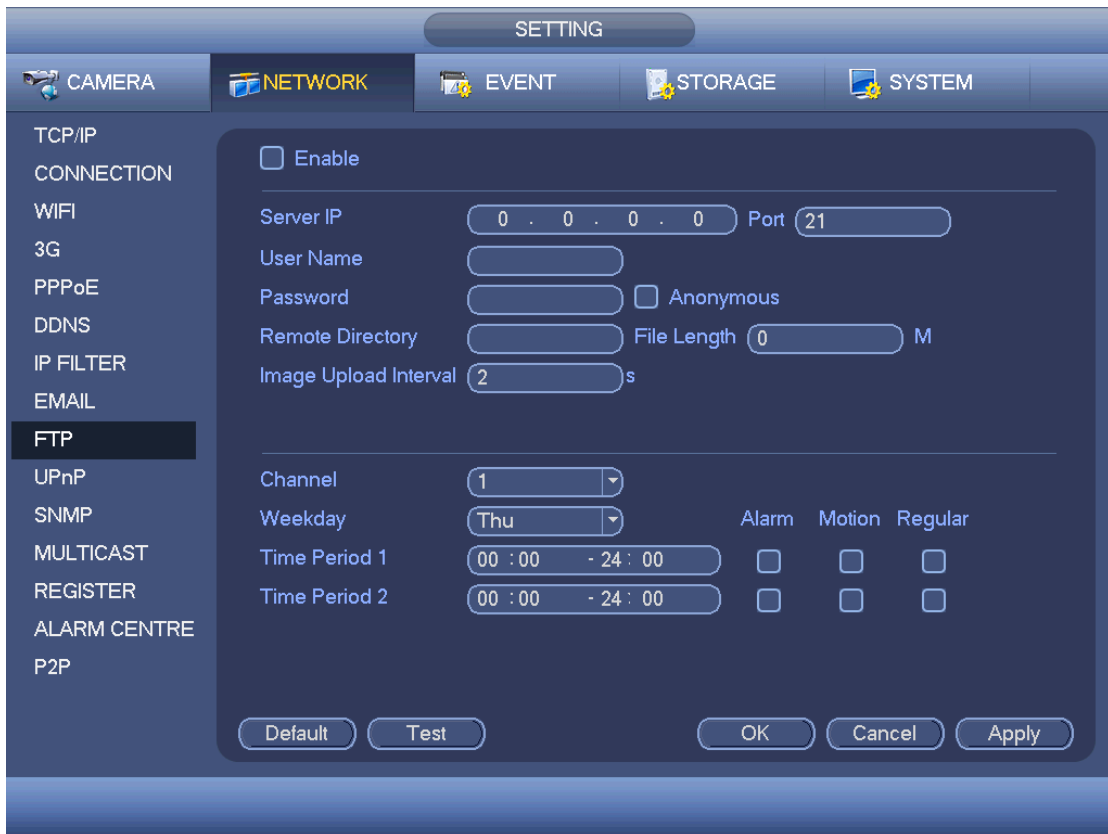 SETTING
CAMERA NETWORK EVENT STORAGE SYSTEM
TCP/IP
CONNECTION
WIFI
3G
PPPoE
DDNS
IP FILTER
EMAIL
FTP
UPnP
SNMP
MULTICAST
REGISTER
ALARM CENTRE
P2P
Enable
Server IP 0 . 0 . 0 . 0 Port 21
User Name
Password Anonymous
Remote Directory File Length 0 M
Image Upload Interval 2 s
Channel 1
Weekday Thu Alarm Motion Regular
Time Period 1 00 :00 - 24 : 00
Time Period 2 00 :00 - 24 : 00
Default Test OK Cancel Apply